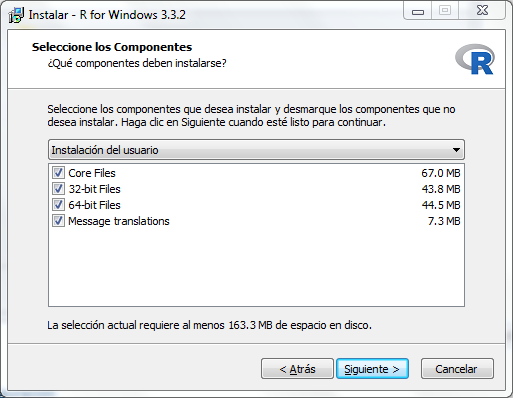 Instalar - R for Windows 3.3.2
Seleccione los Componentes
¿Qué componentes deben instalarse?
R
Seleccione los componentes que desea instalar y desmarque los componentes que no
desea instalar. Haga clic en Siguiente cuando esté listo para continuar.
Instalación del usuario
Core Files 67.0 MB
32-bit Files 43.8 MB
64-bit Files 44.5 MB
Message translations 7.3 MB
La selección actual requiere al menos 163.3 MB de espacio en disco.
< Atrás Siguiente > Cancelar